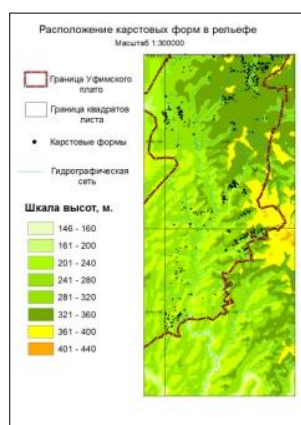 Расположение карстовых форм в рельефе
Масштаб 1:300000
Граница Уфимского
плато
Граница квадратов
листа
Карстовые формы
Гидрографическая
сеть
Шкала высот, м.
146 - 160
161 - 200
201 - 240
241 - 280
281 - 320
321 - 360
361 - 400
401 - 440